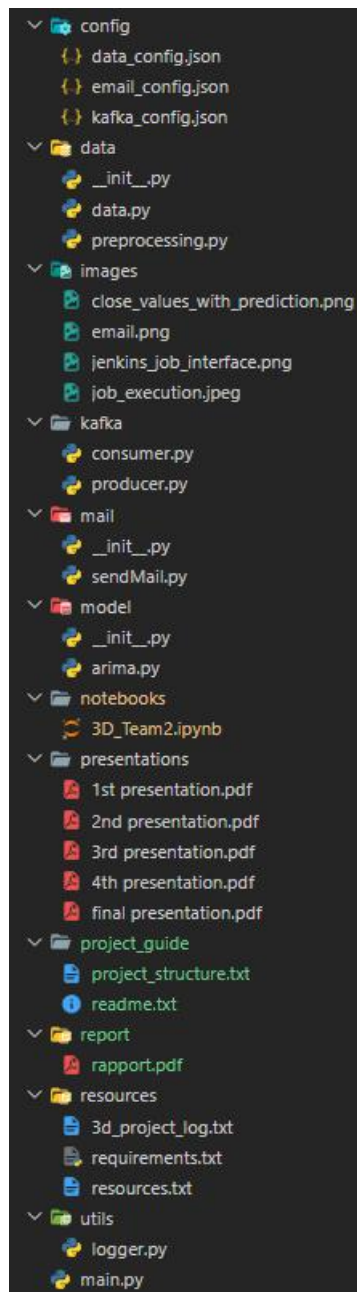 config
data_config.json
email_config.json
kafka_config.json
data
__init__.py
data.py
preprocessing.py
images
close_values_with_prediction.png
email.png
jenkins_job_interface.png
job_execution.jpeg
kafka
consumer.py
producer.py
mail
__init__.py
sendMail.py
model
__init__.py
arima.py
notebooks
3D_Team2.ipynb
presentations
1st presentation.pdf
2nd presentation.pdf
3rd presentation.pdf
4th presentation.pdf
final presentation.pdf
project_guide
project_structure.txt
readme.txt
report
rapport.pdf
resources
3d_project_log.txt
requirements.txt
resources.txt
utils
logger.py
main.py